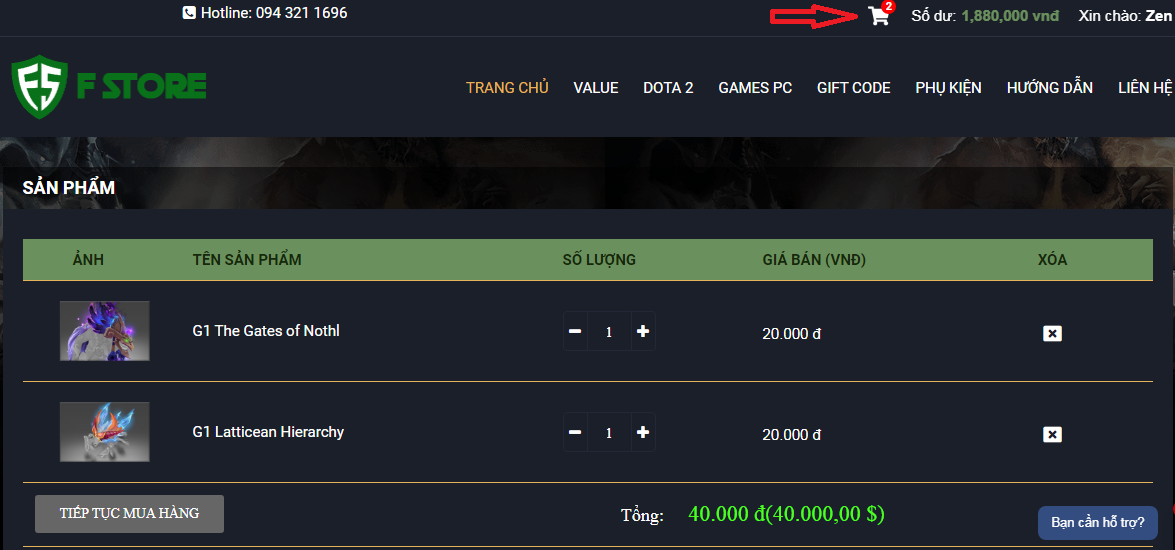 Hotline: 094 321 1696
2
Số dư: 1,880,000 vnđ
Xin chào: Zen
FS F STORE
TRANG CHỦ VALUE DOTA 2 GAMES PC GIFT CODE PHỤ KIỆN HƯỚNG DẪN LIÊN HỆ
SẢN PHẨM
ẢNH TÊN SẢN PHẨM SỐ LƯỢNG GIÁ BÁN (VNĐ) XÓA
G1 The Gates of Nothl 1 20.000 đ
G1 Latticean Hierarchy 1 20.000 đ
TIẾP TỤC MUA HÀNG Tổng: 40.000 đ(40.000,00 $)
Bạn cần hỗ trợ?